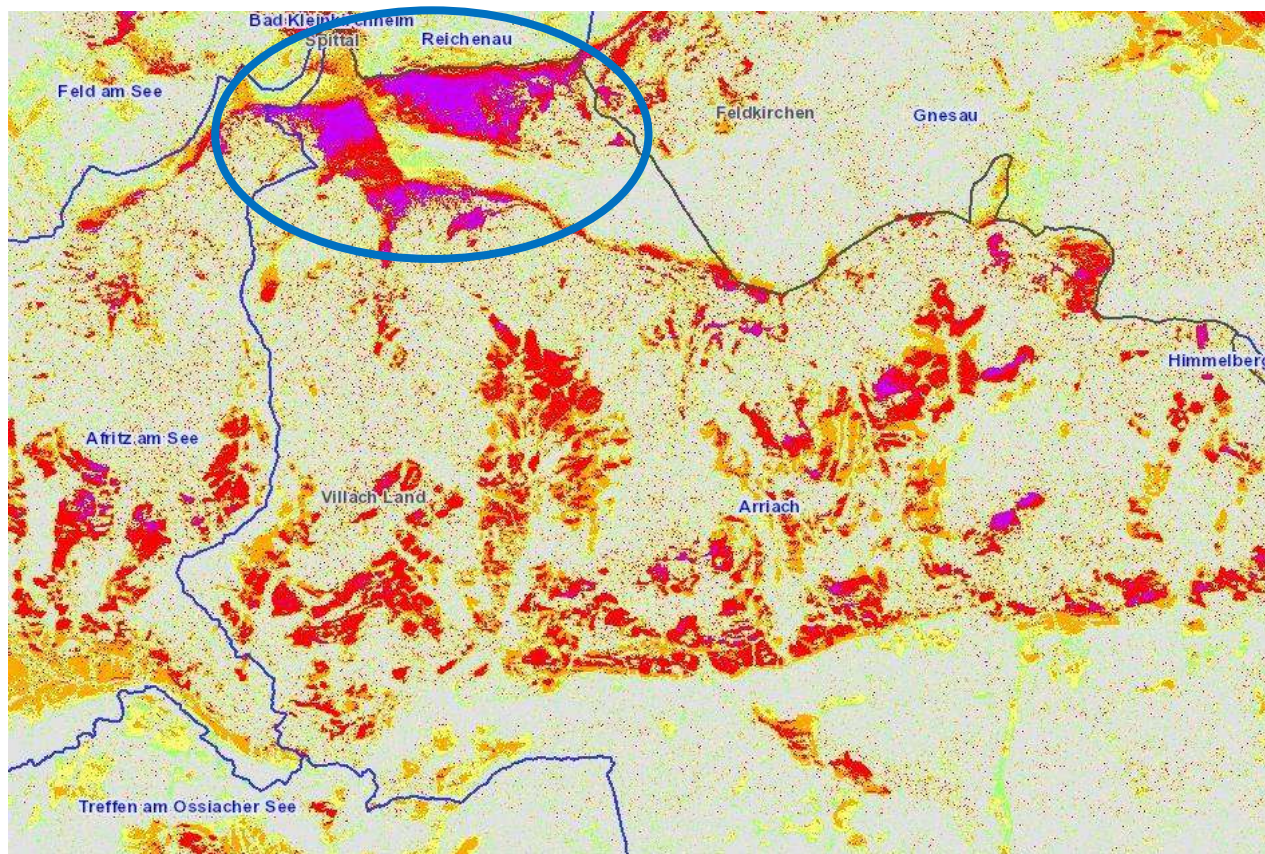 Bad Kleinkirchheim
Spittal
Reichenau
Feld am See
Feldkirchen
Gnesau
Himmelberg
Afritz am See
Villach Land
Arriach
Treffen am Ossiacher See